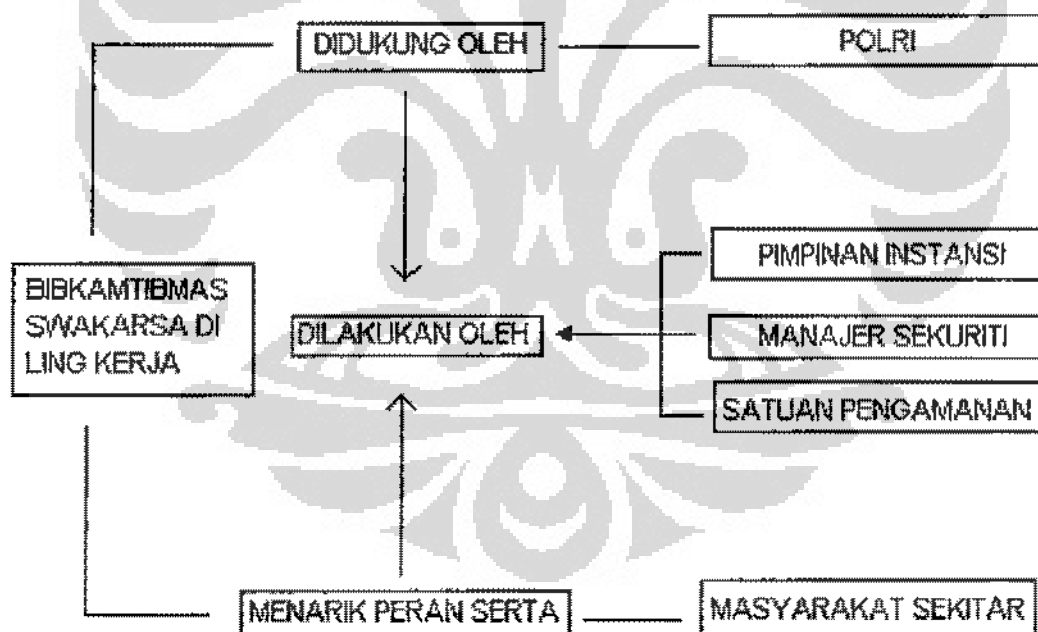 DIDUKUNG OLEH
POLRI
PIMPINAN INSTANSI
BIBKAMTIBMAS
SWAKARSA DI
LING KERJA
DILAKUKAN OLEH
MANAJER SEKURITI
SATUAN PENGAMANAN
MENARIK PERAN SERTA
MASYARAKAT SEKITAR